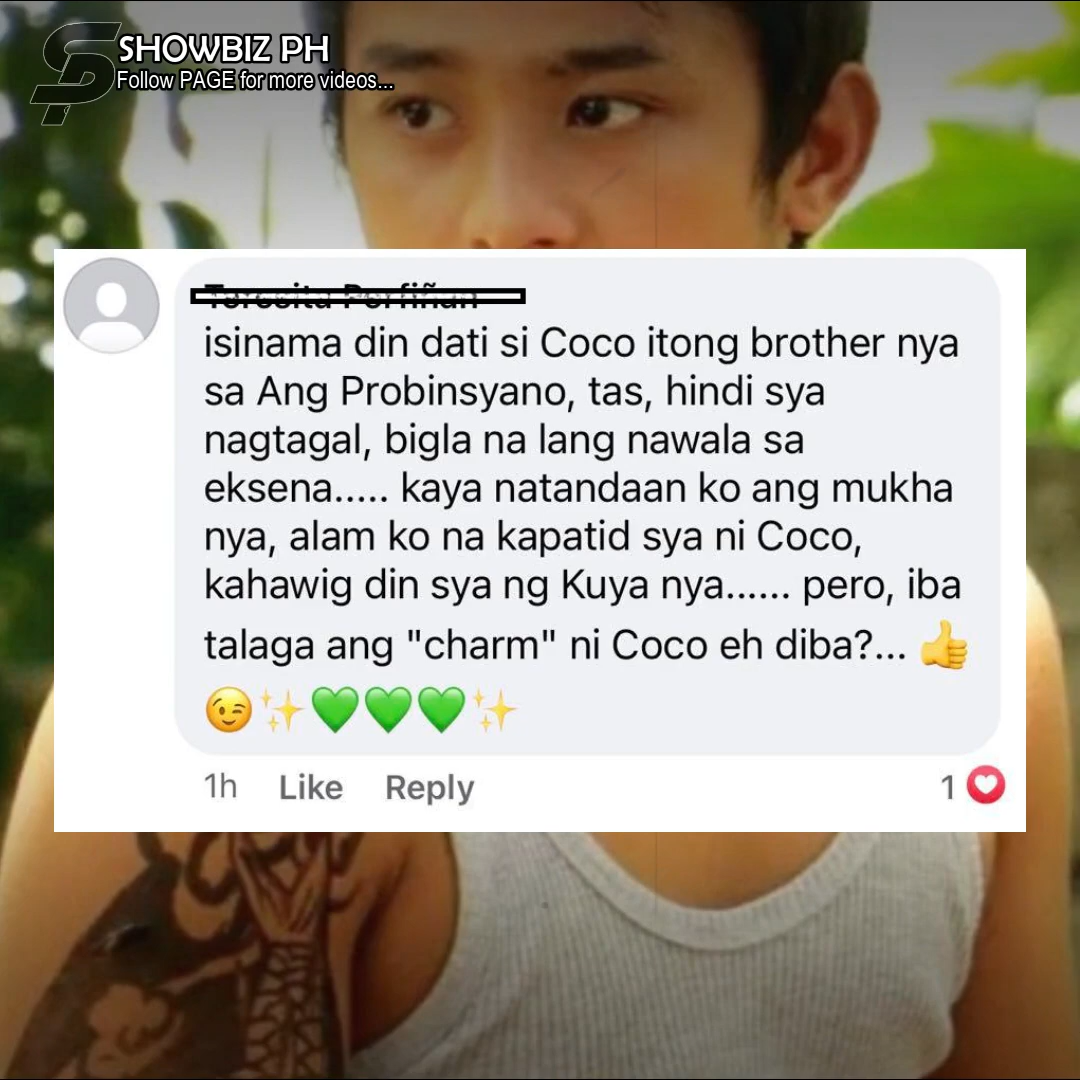 SHOWBIZ PH
Follow PAGE for more videos...
isinama din dati si Coco itong brother nya
sa Ang Probinsyano, tas, hindi sya
nagtagal, bigla na lang nawala sa
eksena..... kaya natandaan ko ang mukha
nya, alam ko na kapatid sya ni Coco,
kahawig din sya ng Kuya nya...... pero, iba
talaga ang "charm" ni Coco eh diba?... 👍
😉✨💚💚💚✨
1h Like Reply 1